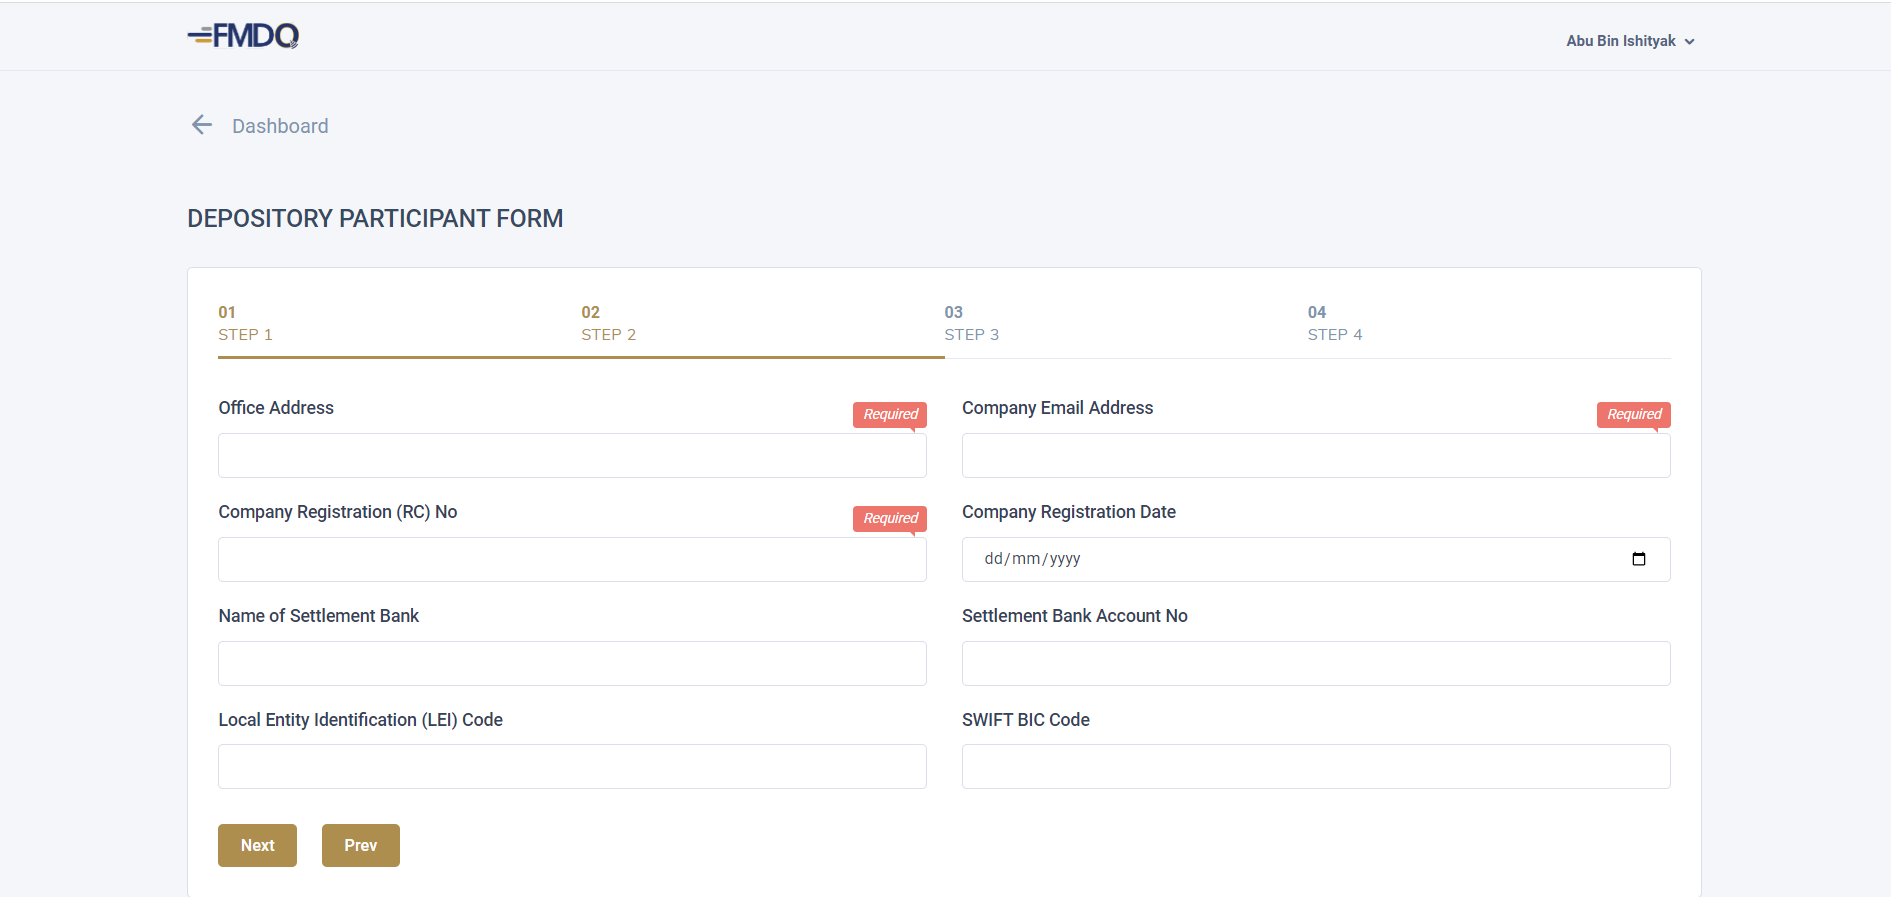 FMDQ
Abu Bin Ishityak
Dashboard
DEPOSITORY PARTICIPANT FORM
01
STEP 1
02
STEP 2
03
STEP 3
04
STEP 4
Office Address
Required
Company Email Address
Required
Company Registration (RC) No
Required
Company Registration Date
dd/mm/yyyy
Name of Settlement Bank
Settlement Bank Account No
Local Entity Identification (LEI) Code
SWIFT BIC Code
Next
Prev